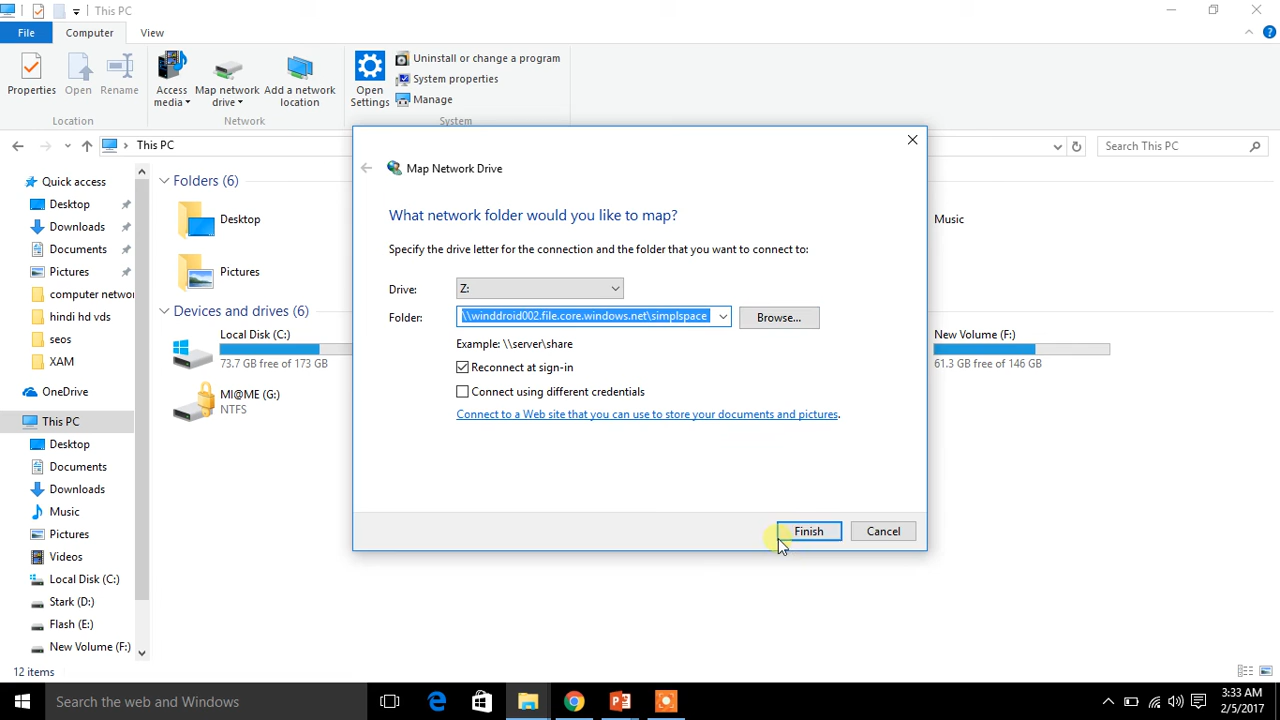 This PC
File
Computer
View
Properties
Open
Rename
Access media
Map network drive
Add a network location
Open Settings
Uninstall or change a program
System properties
Manage
Location
Network
System
This PC
Search This PC
Quick access
Desktop
Downloads
Documents
Pictures
computer netwo
hindi hd vds
seos
XAM
OneDrive
This PC
Desktop
Documents
Downloads
Music
Pictures
Videos
Local Disk (C:)
Stark (D:)
Flash (E:)
New Volume (F:)
Folders (6)
Desktop
Music
Pictures
Devices and drives (6)
Local Disk (C:)
73.7 GB free of 173 GB
New Volume (F:)
61.3 GB free of 146 GB
MI@ME (G:)
NTFS
Map Network Drive
What network folder would you like to map?
Specify the drive letter for the connection and the folder that you want to connect to:
Drive:
Z:
Folder:
\\winddroid002.file.core.windows.net\simplspace
Browse...
Example: \\server\share
Reconnect at sign-in
Connect using different credentials
Connect to a Web site that you can use to store your documents and pictures.
Finish
Cancel
12 items
Search the web and Windows
3:33 AM
2/5/2017